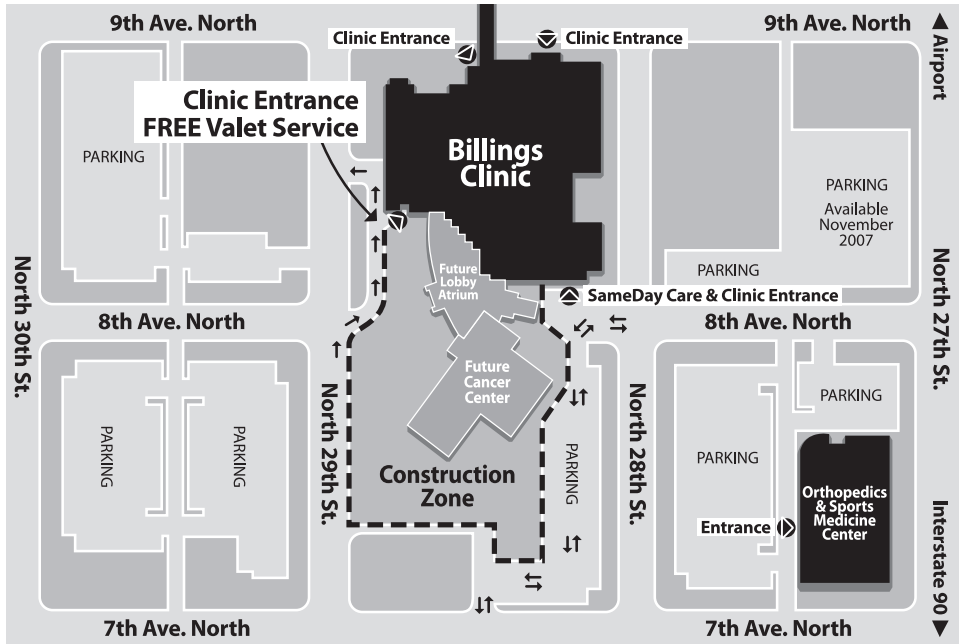 9th Ave. North
Clinic Entrance
Clinic Entrance
9th Ave. North
Airport
Clinic Entrance
FREE Valet Service
Billings
Clinic
PARKING
PARKING
Available
November
2007
Future
Lobby
Atrium
PARKING
SameDay Care & Clinic Entrance
North 30th St.
North 27th St.
8th Ave. North
8th Ave. North
Future
Cancer
Center
North 29th St.
North 28th St.
PARKING
PARKING
PARKING
PARKING
PARKING
Construction
Zone
Orthopedics
& Sports
Medicine
Center
Entrance
Interstate 90
7th Ave. North
7th Ave. North